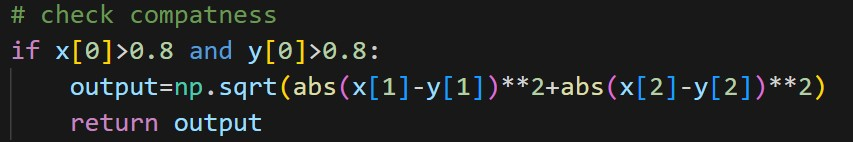 # check compatness
if x[0]>0.8 and y[0]>0.8:
    output=np.sqrt(abs(x[1]-y[1])**2+abs(x[2]-y[2])**2)
    return output